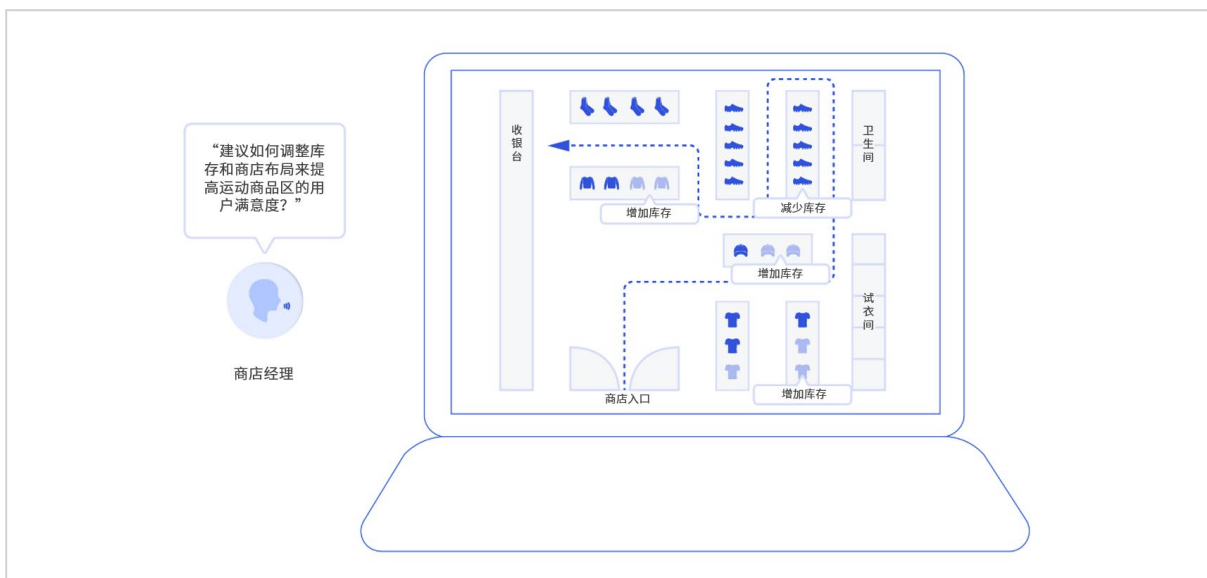 “建议如何调整库
存和商店布局来提
高运动商品区的用
户满意度？”
商店经理
收银台
卫生间
增加库存
减少库存
增加库存
试衣间
增加库存
商店入口